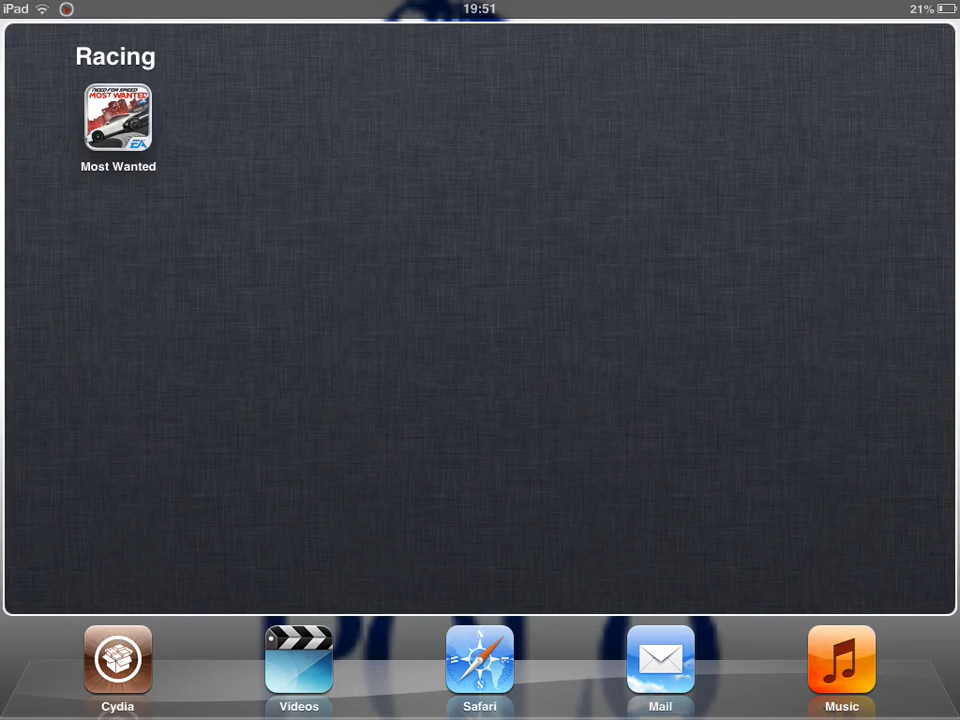 iPad 19:51 21%
Racing
NEED FOR SPEED
MOST WANTED
EA
Most Wanted
Cydia Videos Safari Mail Music